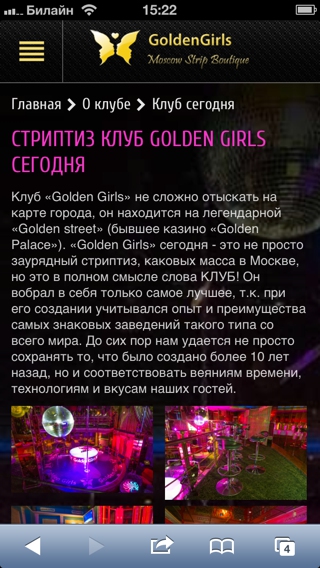 Билайн 15:22
GoldenGirls
Moscow Strip Boutique
Главная О клубе Клуб сегодня
СТРИПТИЗ КЛУБ GOLDEN GIRLS
СЕГОДНЯ
Клуб «Golden Girls» не сложно отыскать на
карте города, он находится на легендарной
«Golden street» (бывшее казино «Golden
Palace»). «Golden Girls» сегодня - это не просто
заурядный стриптиз, каковых масса в Москве,
но это в полном смысле слова КЛУБ! Он
вобрал в себя только самое лучшее, т.к. при
его создании учитывался опыт и преимущества
самых знаковых заведений такого типа со
всего мира. До сих пор нам удается не просто
сохранять то, что было создано более 10 лет
назад, но и соответствовать веяниям времени,
технологиям и вкусам наших гостей.
4